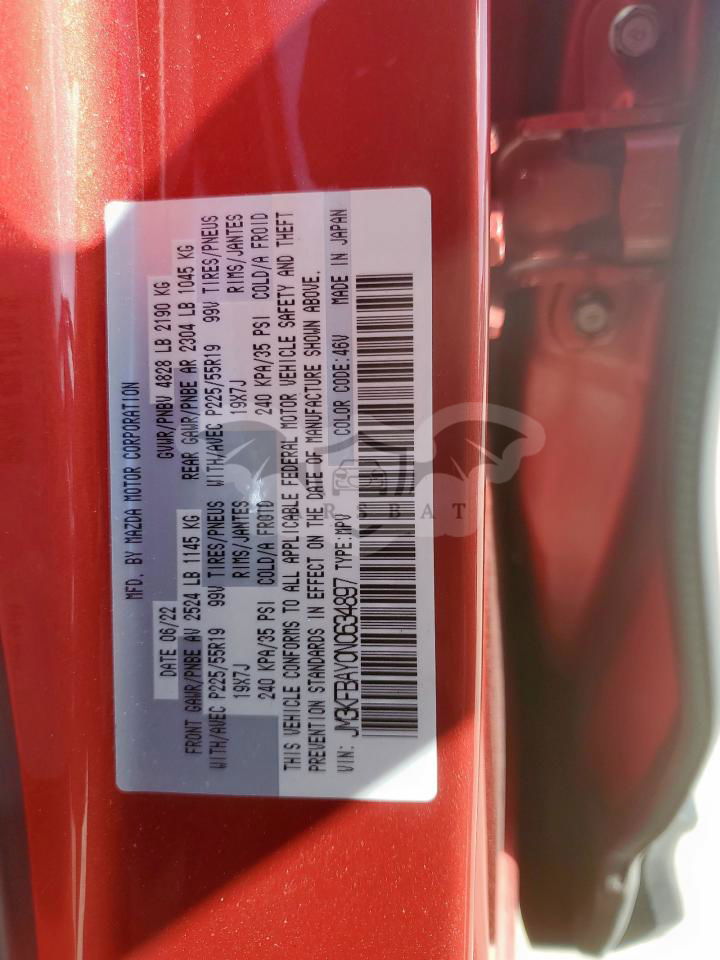 MFD. BY MAZDA MOTOR CORPORATION
DATE 06/22 GVWR/PNBV 4828 LB 2190 KG
FRONT GAWR/PNBE AV 2524 LB 1145 KG REAR GAWR/PNBE AR 2304 LB 1045 KG
WITH/AVEC P225/55R19 99V TIRES/PNEUS WITH/AVEC P225/55R19 99V TIRES/PNEUS
19X7J RIMS/JANTES 19X7J RIMS/JANTES
240 KPA/35 PSI COLD/A FROID 240 KPA/35 PSI COLD/A FROID
THIS VEHICLE CONFORMS TO ALL APPLICABLE FEDERAL MOTOR VEHICLE SAFETY AND THEFT
PREVENTION STANDARDS IN EFFECT ON THE DATE OF MANUFACTURE SHOWN ABOVE.
VIN: JM3KFBAY0N0634897 TYPE:MPV COLOR CODE:46V MADE IN JAPAN